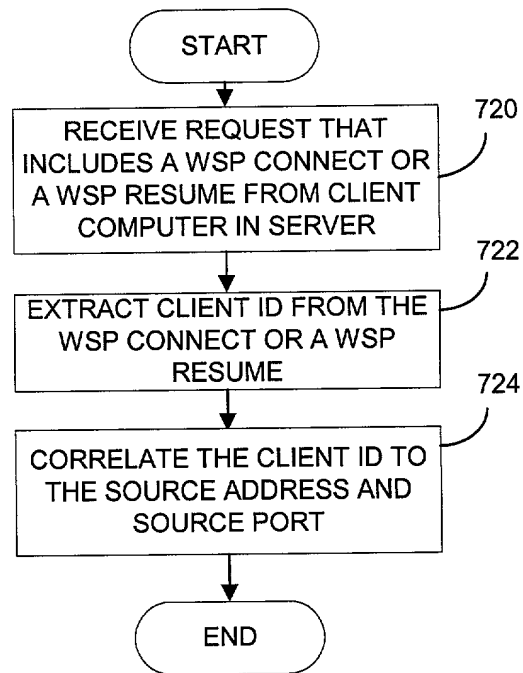 START
720
RECEIVE REQUEST THAT
INCLUDES A WSP CONNECT OR
A WSP RESUME FROM CLIENT
COMPUTER IN SERVER
722
EXTRACT CLIENT ID FROM THE
WSP CONNECT OR A WSP
RESUME
724
CORRELATE THE CLIENT ID TO
THE SOURCE ADDRESS AND
SOURCE PORT
END